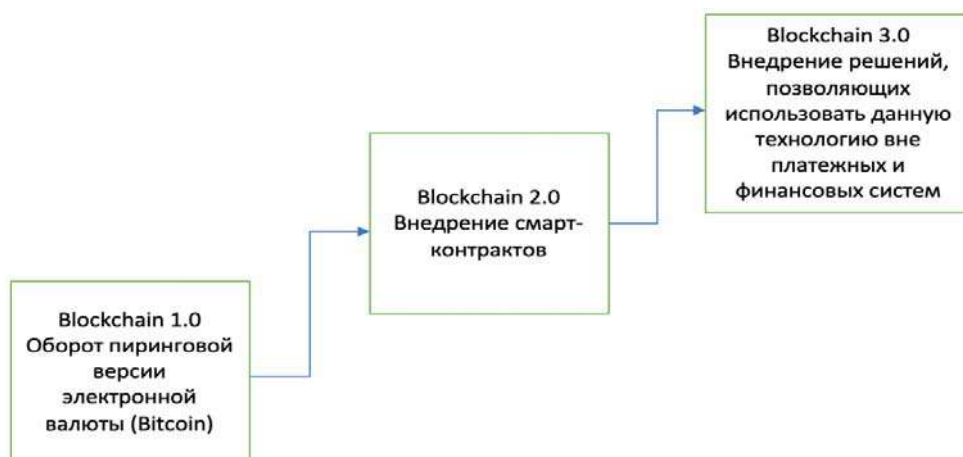 Blockchain 3.0
Внедрение решений,
позволяющих
использовать данную
технологию вне
платежных и
финансовых систем
Blockchain 2.0
Внедрение смарт-
контрактов
Blockchain 1.0
Оборот пиринговой
версии
электронной
валюты (Bitcoin)